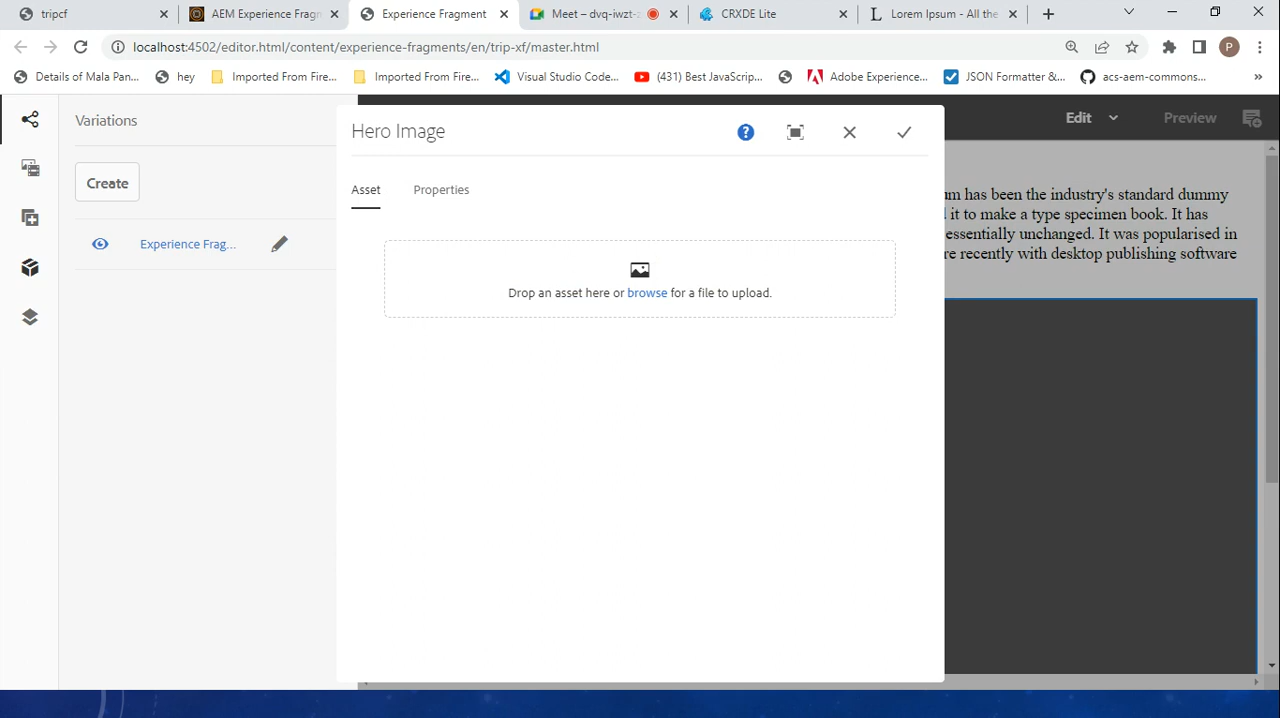 tripcf
AEM Experience Fragm
Experience Fragment
Meet – dvq-iwzt-z
CRXDE Lite
Lorem Ipsum - All the
localhost:4502/editor.html/content/experience-fragments/en/trip-xf/master.html
P
Details of Mala Pan...
hey
Imported From Fire...
Imported From Fire...
Visual Studio Code...
(431) Best JavaScrip...
Adobe Experience...
JSON Formatter &...
acs-aem-commons...
»
Variations
Hero Image
?
Edit
Preview
Create
Asset
Properties
um has been the industry's standard dummy
it to make a type specimen book. It has
essentially unchanged. It was popularised in
re recently with desktop publishing software
Experience Frag...
Drop an asset here or browse for a file to upload.